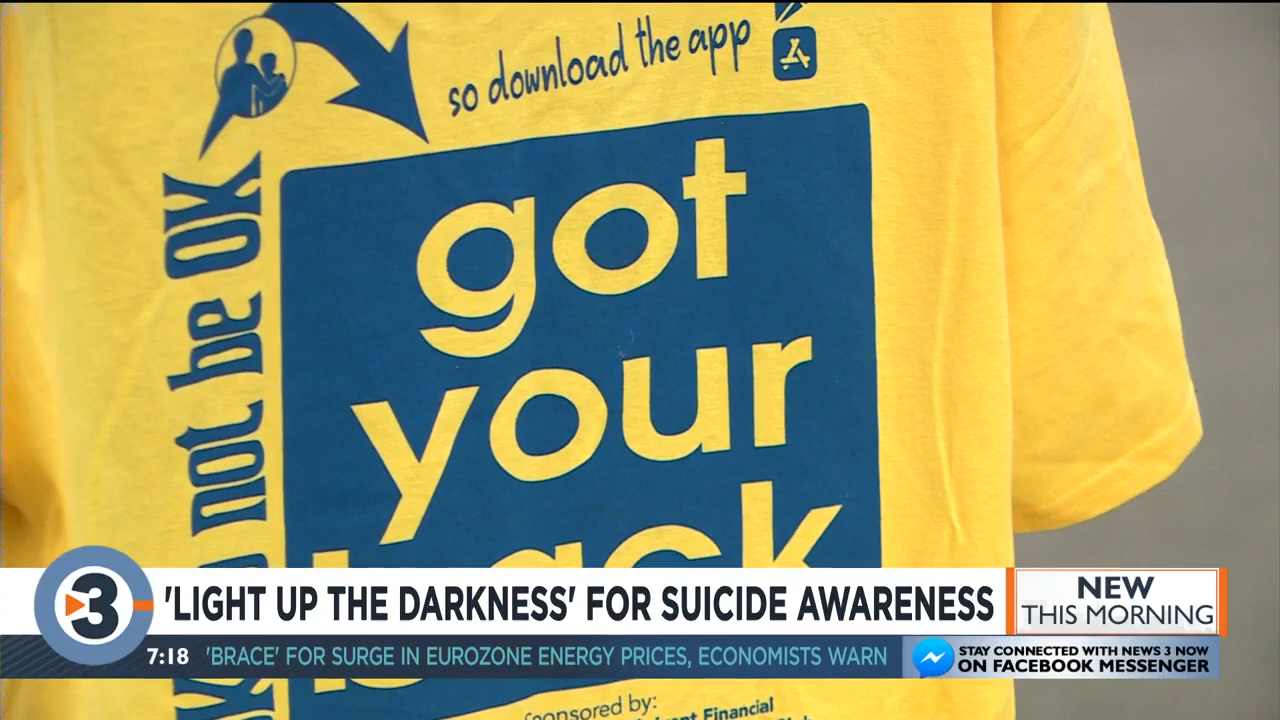 so download the app
not be OK
got
your
back
3
'LIGHT UP THE DARKNESS' FOR SUICIDE AWARENESS
NEW
THIS MORNING
7:18
'BRACE' FOR SURGE IN EUROZONE ENERGY PRICES, ECONOMISTS WARN
STAY CONNECTED WITH NEWS 3 NOW
ON FACEBOOK MESSENGER
sponsored by:
Financial